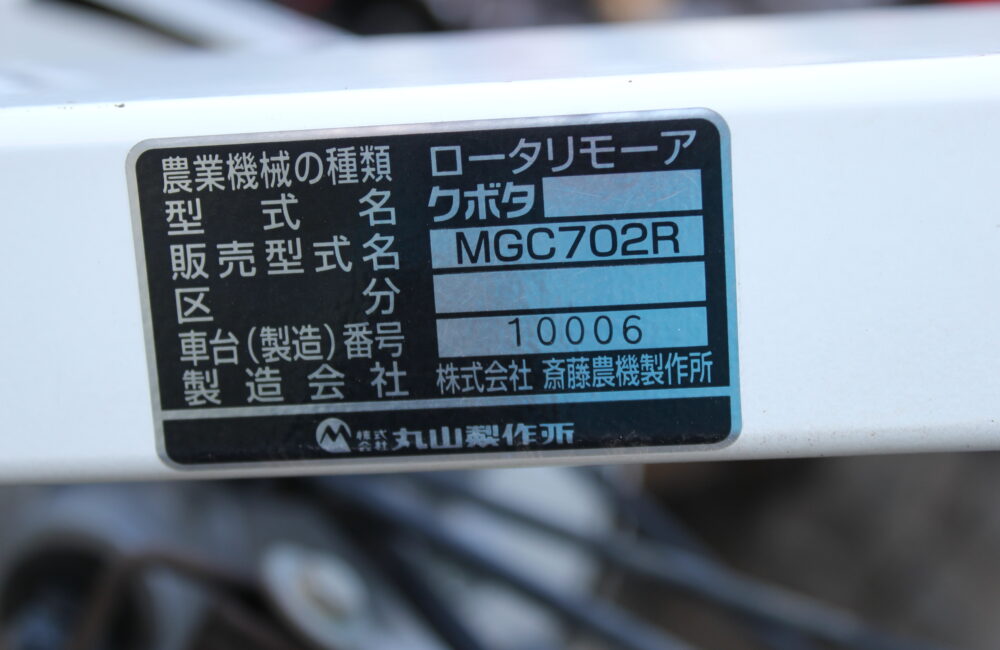 農業機械の種類 ロータリモーア
型式名 クボタ
販売型式名 MGC702R
区分
車台(製造)番号 10006
製造会社 株式会社 斎藤農機製作所
株式会社 丸山製作所